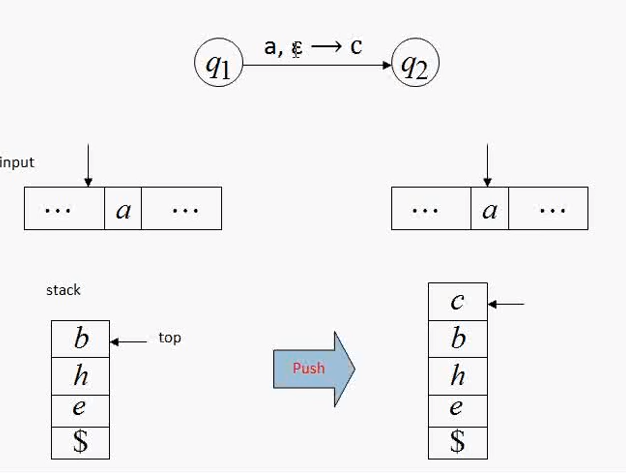 a, ε → c
q1 q2
input
... a ... ... a ...
stack
c
b top b
h Push h
e e
$ $